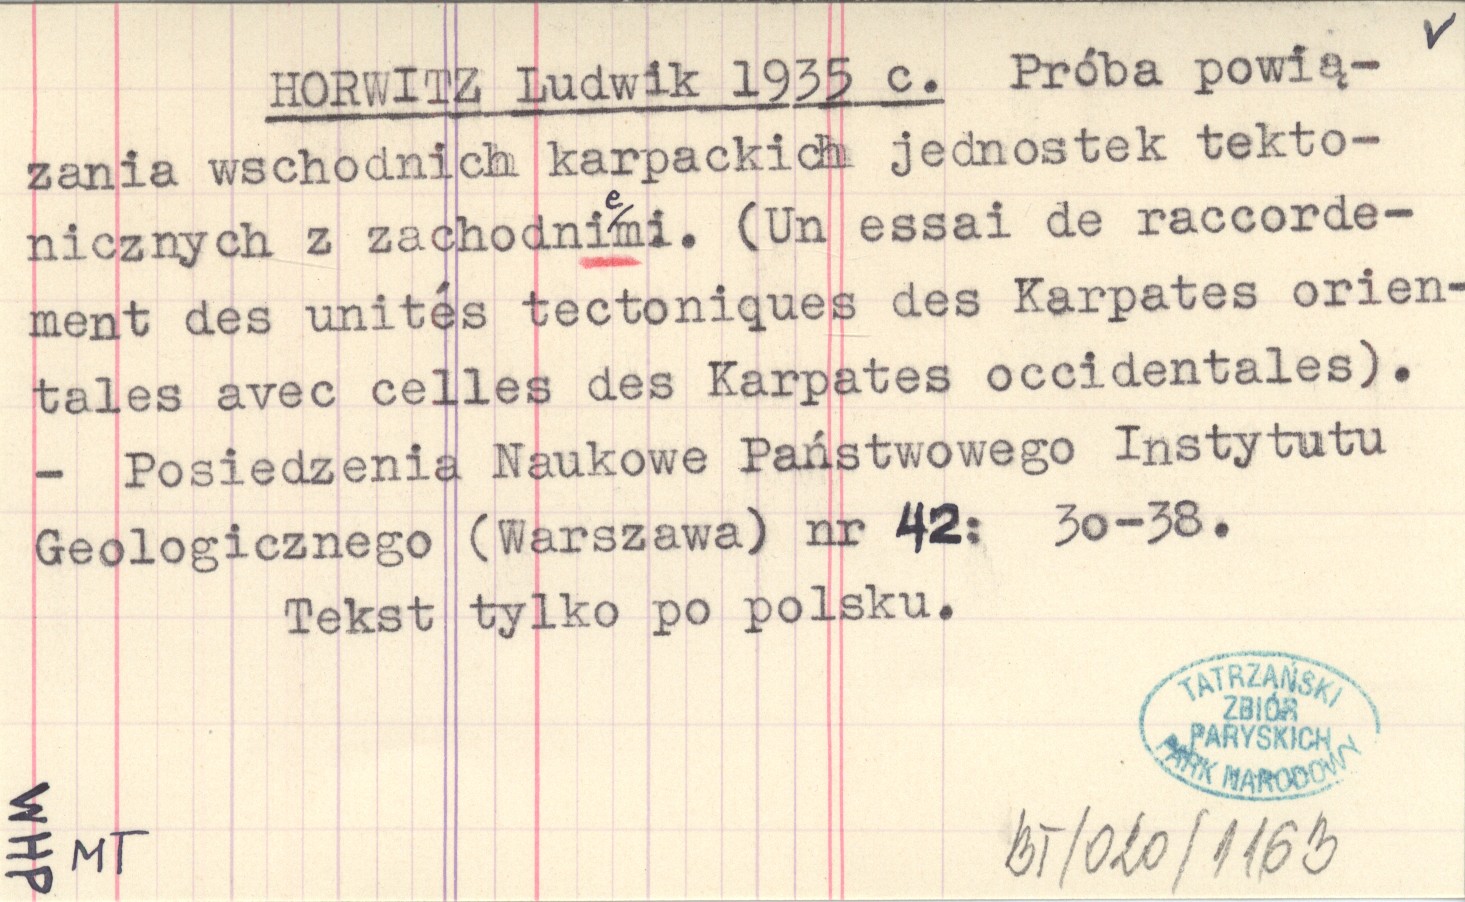 ✓
HORWITZ Ludwik 1935 c. Próba powią-
zania wschodnich karpackich jednostek tekto-
nicznych z zachodniemi. (Un essai de raccorde-
ment des unités tectoniques des Karpates orien-
tales avec celles des Karpates occidentales).
- Posiedzenia Naukowe Państwowego Instytutu
Geologicznego (Warszawa) nr 42: 30-38.
Tekst tylko po polsku.
TATRZAŃSKI
ZBIÓR
PARYSKICH
PARK NARODOWY
WHP
MT
BT/020/1163